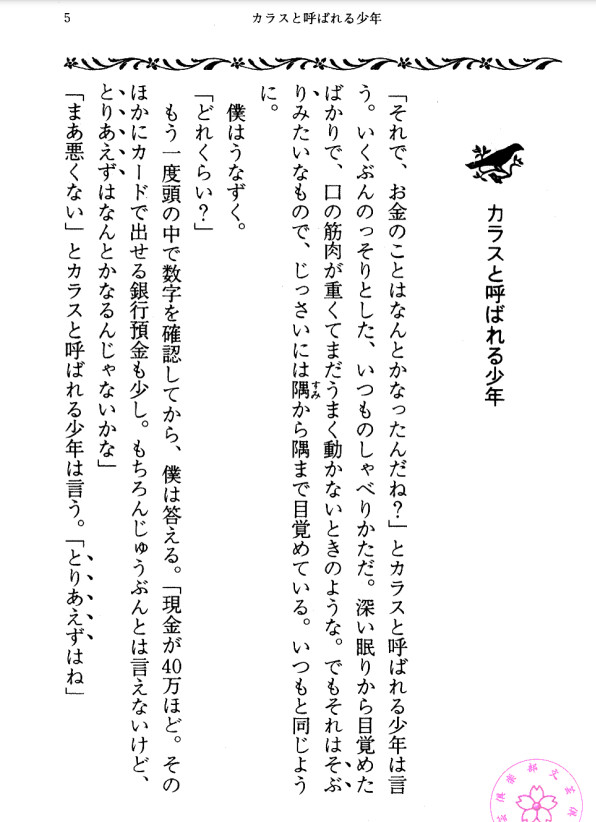 5
カラスと呼ばれる少年
カラスと呼ばれる少年
「それで、お金のことはなんとかなったんだね?」とカラスと呼ばれる少年は言
う。いくぶんのっそりとした、いつものしゃべりかただ。深い眠りから目覚めた
ばかりで、口の筋肉が重くてまだうまく動かないときのような。でもそれはそぶ
りみたいなもので、じっさいには隅から隅まで目覚めている。いつもと同じよう
に。
すみ
僕はうなずく。
「どれくらい?」
もう一度頭の中で数字を確認してから、僕は答える。「現金が40万ほど。その
ほかにカードで出せる銀行預金も少し。もちろんじゅうぶんとは言えないけど、
とりあえずはなんとかなるんじゃないかな」
「まあ悪くない」とカラスと呼ばれる少年は言う。「とりあえずはね」